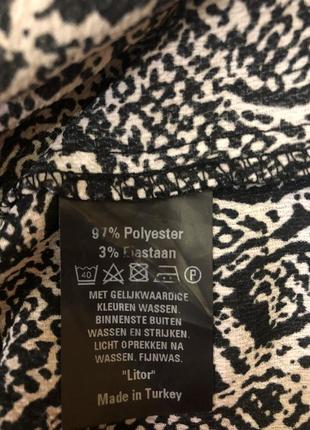 97% Polyester
3% Elastaan
40 P
MET GELIJKWAARDIGE
KLEUREN WASSEN.
BINNENSTE BUITEN
WASSEN EN STRIJKEN.
LICHT OPREKKEN NA
WASSEN. FIJNWAS.
"Litor"
Made in Turkey